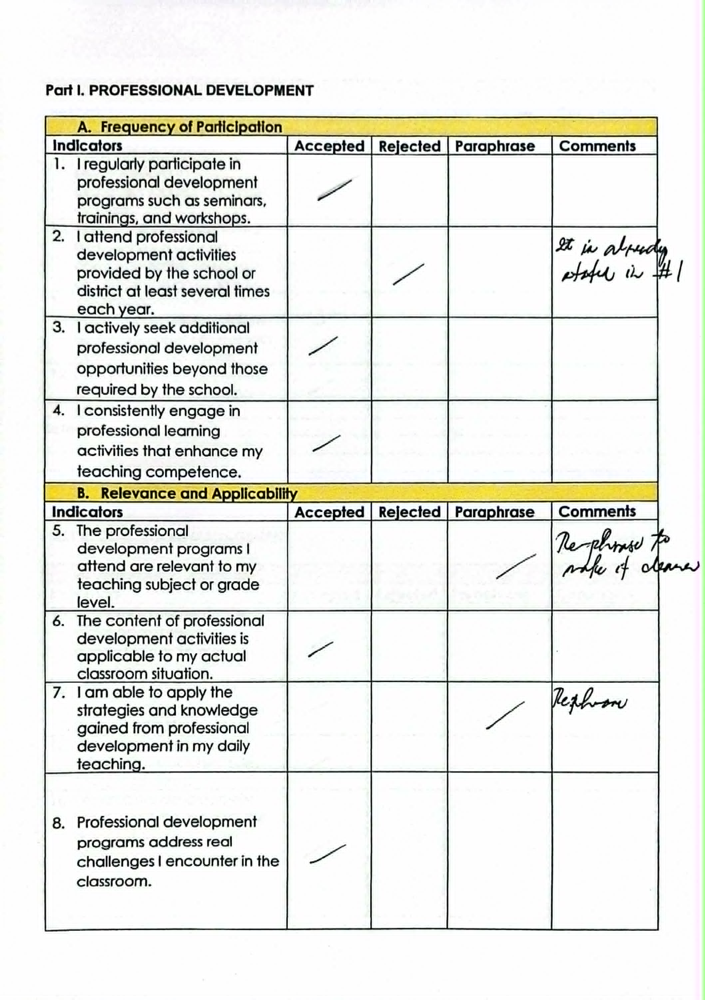 Part I. PROFESSIONAL DEVELOPMENT
A. Frequency of Participation
Indicators Accepted Rejected Paraphrase Comments
1. I regularly participate in
professional development
programs such as seminars,
trainings, and workshops.
2. I attend professional
development activities
provided by the school or
district at least several times
each year.
It is already
stated in #1
3. I actively seek additional
professional development
opportunities beyond those
required by the school.
4. I consistently engage in
professional learning
activities that enhance my
teaching competence.
B. Relevance and Applicability
Indicators Accepted Rejected Paraphrase Comments
5. The professional
development programs I
attend are relevant to my
teaching subject or grade
level.
Re-phrase to
make it clearer
6. The content of professional
development activities is
applicable to my actual
classroom situation.
7. I am able to apply the
strategies and knowledge
gained from professional
development in my daily
teaching.
Rephrase
8. Professional development
programs address real
challenges I encounter in the
classroom.